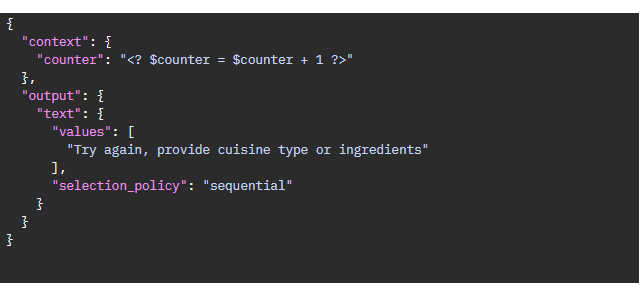 {
  "context": {
    "counter": "<? $counter = $counter + 1 ?>"
  },
  "output": {
    "text": {
      "values": [
        "Try again, provide cuisine type or ingredients"
      ],
      "selection_policy": "sequential"
    }
  }
}